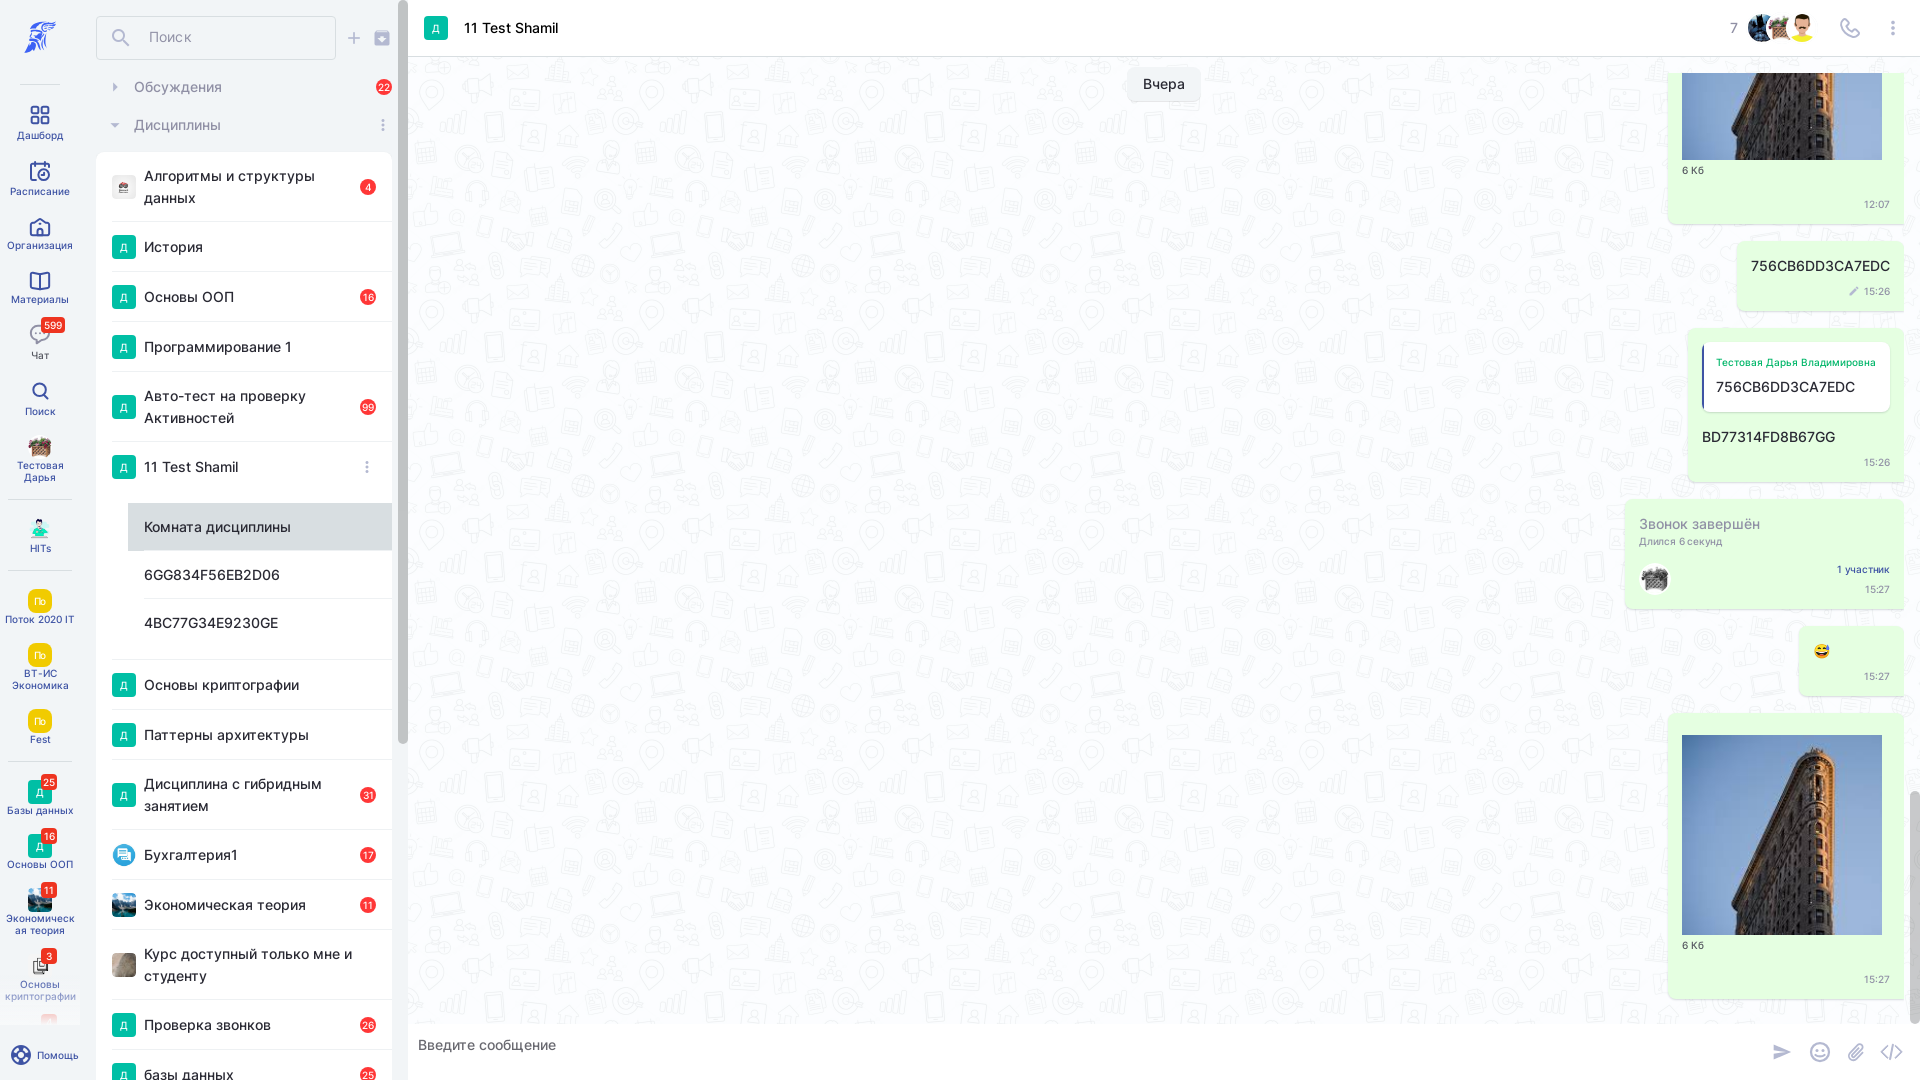 Дашборд
Расписание
Организация
Материалы
599
Чат
Поиск
Тестовая
Дарья
HITs
По
Поток 2020 IT
По
ВТ-ИС
Экономика
По
Fest
25
Д
Базы данных
16
Д
Основы ООП
11
Экономическ
ая теория
3
Основы
криптографии
Помощь
Поиск
Обсуждения
22
Дисциплины
Алгоритмы и структуры
данных
4
Д
История
Д
Основы ООП
16
Д
Программирование 1
Д
Авто-тест на проверку
Активностей
99
Д
11 Test Shamil
Комната дисциплины
6GG834F56EB2D06
4BC77G34E9230GE
Д
Основы криптографии
Д
Паттерны архитектуры
Д
Дисциплина с гибридным
занятием
31
Бухгалтерия1
17
Экономическая теория
11
Курс доступный только мне и
студенту
Д
Проверка звонков
26
Д
базы данных
25
Д
11 Test Shamil
7
Вчера
6 Кб
12:07
756CB6DD3CA7EDC
15:26
Тестовая Дарья Владимировна
756CB6DD3CA7EDC
BD77314FD8B67GG
15:26
Звонок завершён
Длился 6 секунд
1 участник
15:27
15:27
6 Кб
15:27
Введите сообщение